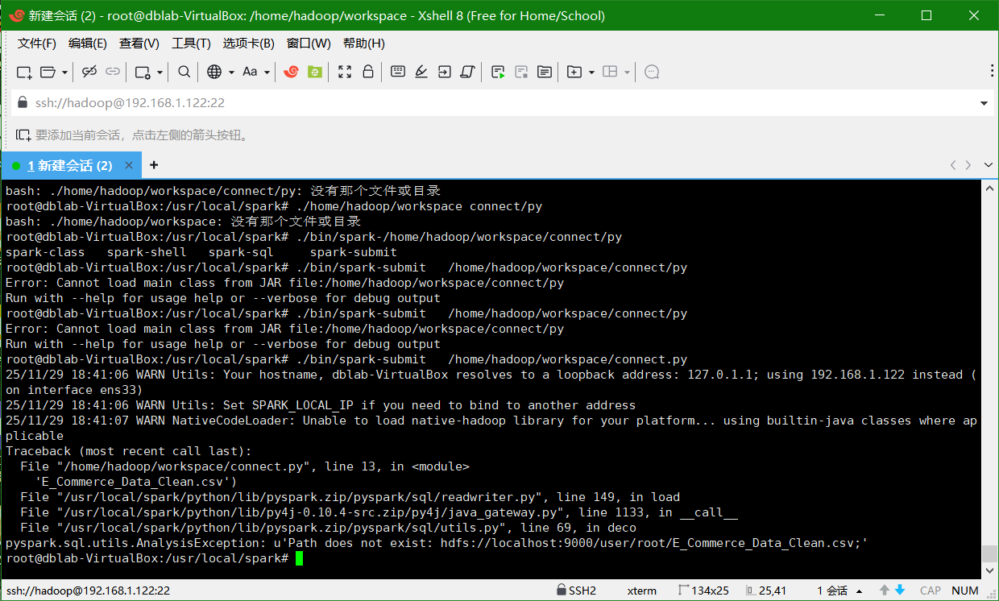 新建会话 (2) - root@dblab-VirtualBox: /home/hadoop/workspace - Xshell 8 (Free for Home/School)
文件(F) 编辑(E) 查看(V) 工具(T) 选项卡(B) 窗口(W) 帮助(H)
Aa
ssh://hadoop@192.168.1.122:22
要添加当前会话，点击左侧的箭头按钮。
1 新建会话 (2)
bash: ./home/hadoop/workspace/connect/py: 没有那个文件或目录
root@dblab-VirtualBox:/usr/local/spark# ./home/hadoop/workspace connect/py
bash: ./home/hadoop/workspace: 没有那个文件或目录
root@dblab-VirtualBox:/usr/local/spark# ./bin/spark-/home/hadoop/workspace/connect/py
spark-class   spark-shell   spark-sql     spark-submit
root@dblab-VirtualBox:/usr/local/spark# ./bin/spark-submit   /home/hadoop/workspace/connect/py
Error: Cannot load main class from JAR file:/home/hadoop/workspace/connect/py
Run with --help for usage help or --verbose for debug output
root@dblab-VirtualBox:/usr/local/spark# ./bin/spark-submit   /home/hadoop/workspace/connect/py
Error: Cannot load main class from JAR file:/home/hadoop/workspace/connect/py
Run with --help for usage help or --verbose for debug output
root@dblab-VirtualBox:/usr/local/spark# ./bin/spark-submit   /home/hadoop/workspace/connect.py
25/11/29 18:41:06 WARN Utils: Your hostname, dblab-VirtualBox resolves to a loopback address: 127.0.1.1; using 192.168.1.122 instead (
on interface ens33)
25/11/29 18:41:06 WARN Utils: Set SPARK_LOCAL_IP if you need to bind to another address
25/11/29 18:41:07 WARN NativeCodeLoader: Unable to load native-hadoop library for your platform... using builtin-java classes where ap
plicable
Traceback (most recent call last):
  File "/home/hadoop/workspace/connect.py", line 13, in <module>
    'E_Commerce_Data_Clean.csv')
  File "/usr/local/spark/python/lib/pyspark.zip/pyspark/sql/readwriter.py", line 149, in load
  File "/usr/local/spark/python/lib/py4j-0.10.4-src.zip/py4j/java_gateway.py", line 1133, in __call__
  File "/usr/local/spark/python/lib/pyspark.zip/pyspark/sql/utils.py", line 69, in deco
pyspark.sql.utils.AnalysisException: u'Path does not exist: hdfs://localhost:9000/user/root/E_Commerce_Data_Clean.csv;'
root@dblab-VirtualBox:/usr/local/spark#
ssh://hadoop@192.168.1.122:22 SSH2 xterm 134x25 25,41 1 会话 CAP NUM